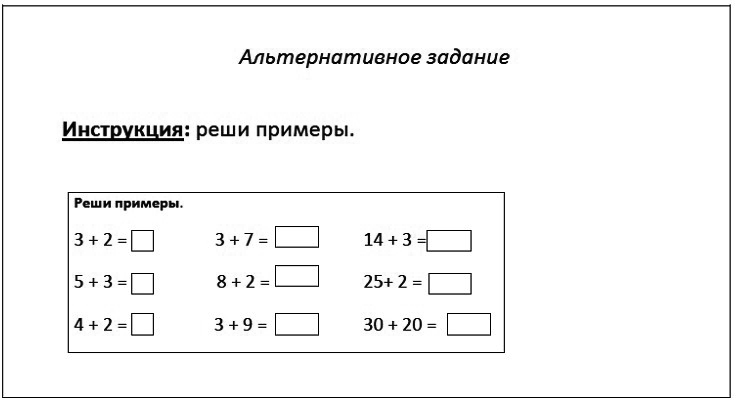 Альтернативное задание
Инструкция: реши примеры.
Реши примеры.
3 + 2 = 3 + 7 = 14 + 3 =
5 + 3 = 8 + 2 = 25+ 2 =
4 + 2 = 3 + 9 = 30 + 20 =